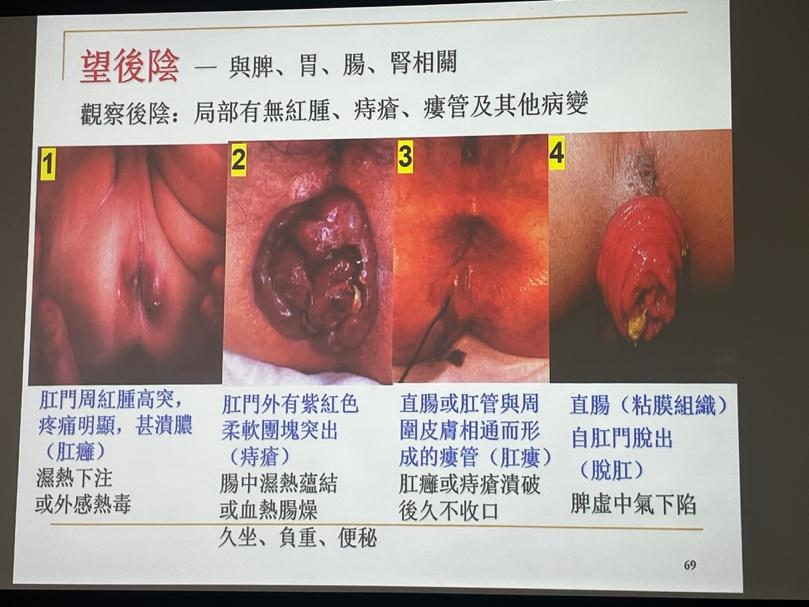 望後陰 — 與脾、胃、腸、腎相關
觀察後陰：局部有無紅腫、痔瘡、瘻管及其他病變
1
2
3
4
肛門周紅腫高突，
疼痛明顯，甚潰膿
（肛癰）
濕熱下注
或外感熱毒
肛門外有紫紅色
柔軟團塊突出
（痔瘡）
腸中濕熱蘊結
或血熱腸燥
久坐、負重、便秘
直腸或肛管與周
圍皮膚相通而形
成的瘻管（肛瘻）
肛癰或痔瘡潰破
後久不收口
直腸（粘膜組織）
自肛門脫出
（脫肛）
脾虛中氣下陷
69